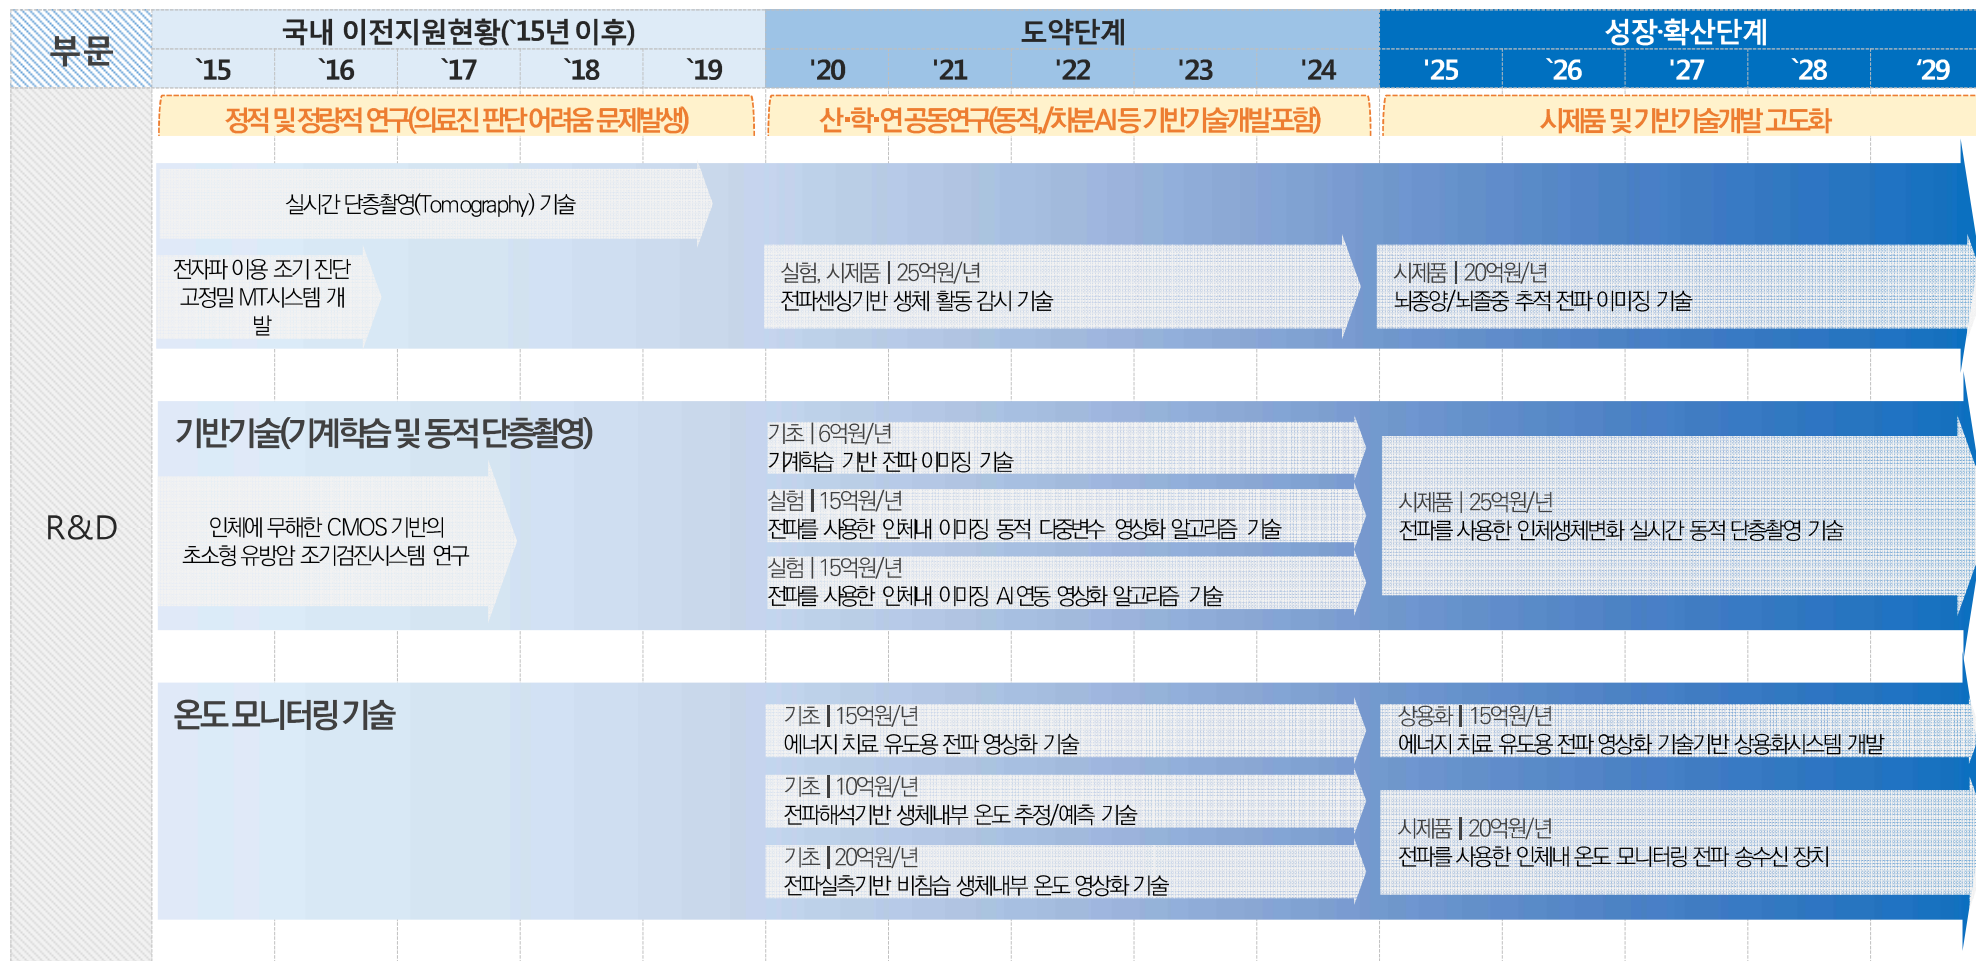 부문
국내 이전지원현황(`15년 이후)
도약단계
성장·확산단계
`15 `16 `17 `18 `19 '20 '21 '22 '23 '24 '25 `26 '27 `28 ‘29
정적 및 정량적 연구(의료진 판단 어려움 문제발생)
산·학·연 공동연구(동적,/처분AI 등 기반기술개발 포함)
시제품 및 기반기술개발 고도화
R&D
실시간 단층촬영(Tomography) 기술
전자파 이용 조기 진단
고정밀 MT시스템 개
발
실험, 시제품 | 25억원/년
전파센싱기반 생체 활동 감시 기술
시제품 | 20억원/년
뇌종양/뇌졸중 추적 전파 이미징 기술
기반기술(기계학습 및 동적 단층촬영)
인체에 무해한 CMOS 기반의
초소형 유방암 조기검진시스템 연구
기초 | 6억원/년
기계학습 기반 전파 이미징 기술
실험 | 15억원/년
전파를 사용한 인체내 이미징 동적 다중변수 영상화 알고리즘 기술
실험 | 15억원/년
전파를 사용한 인체내 이미징 AI 연동 영상화 알고리즘 기술
시제품 | 25억원/년
전파를 사용한 인체생체변화 실시간 동적 단층촬영 기술
온도 모니터링 기술
기초 | 15억원/년
에너지 치료 유도용 전파 영상화 기술
기초 | 10억원/년
전파해석기반 생체내부 온도 추정/예측 기술
기초 | 20억원/년
전파실측기반 비침습 생체내부 온도 영상화 기술
상용화 | 15억원/년
에너지 치료 유도용 전파 영상화 기술기반 상용화시스템 개발
시제품 | 20억원/년
전파를 사용한 인체내 온도 모니터링 전파 송수신 장치